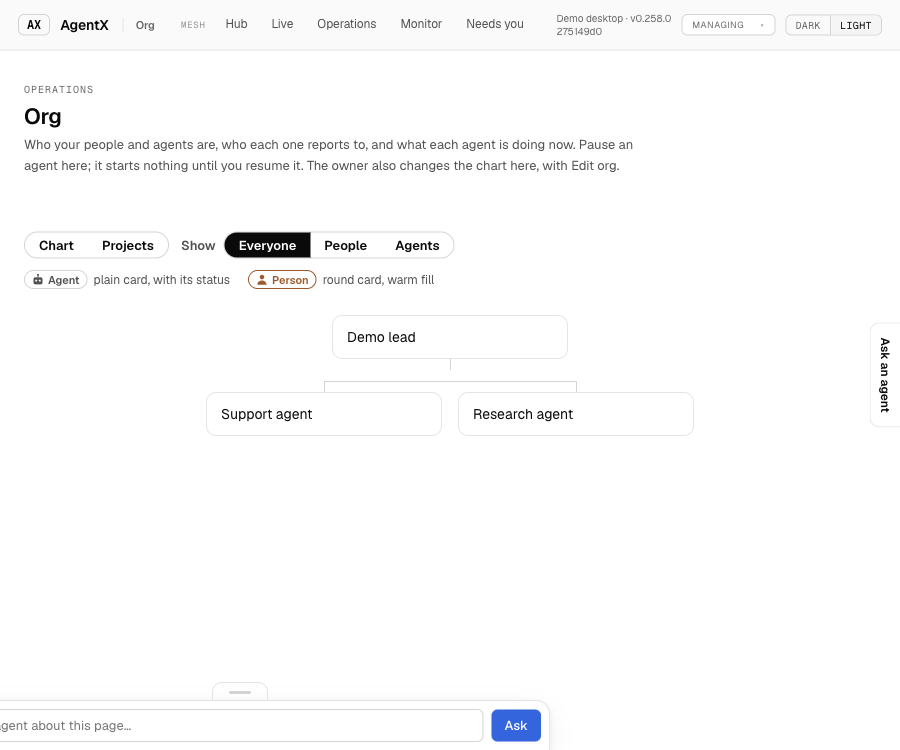 AX AgentX Org MESH Hub Live Operations Monitor Needs you Demo desktop · v0.258.0 MANAGING DARK LIGHT
275149d0
OPERATIONS
Org
Who your people and agents are, who each one reports to, and what each agent is doing now. Pause an
agent here; it starts nothing until you resume it. The owner also changes the chart here, with Edit org.
Chart Projects Show Everyone People Agents
Agent plain card, with its status Person round card, warm fill
Demo lead
Support agent Research agent
Ask an agent
agent about this page… Ask